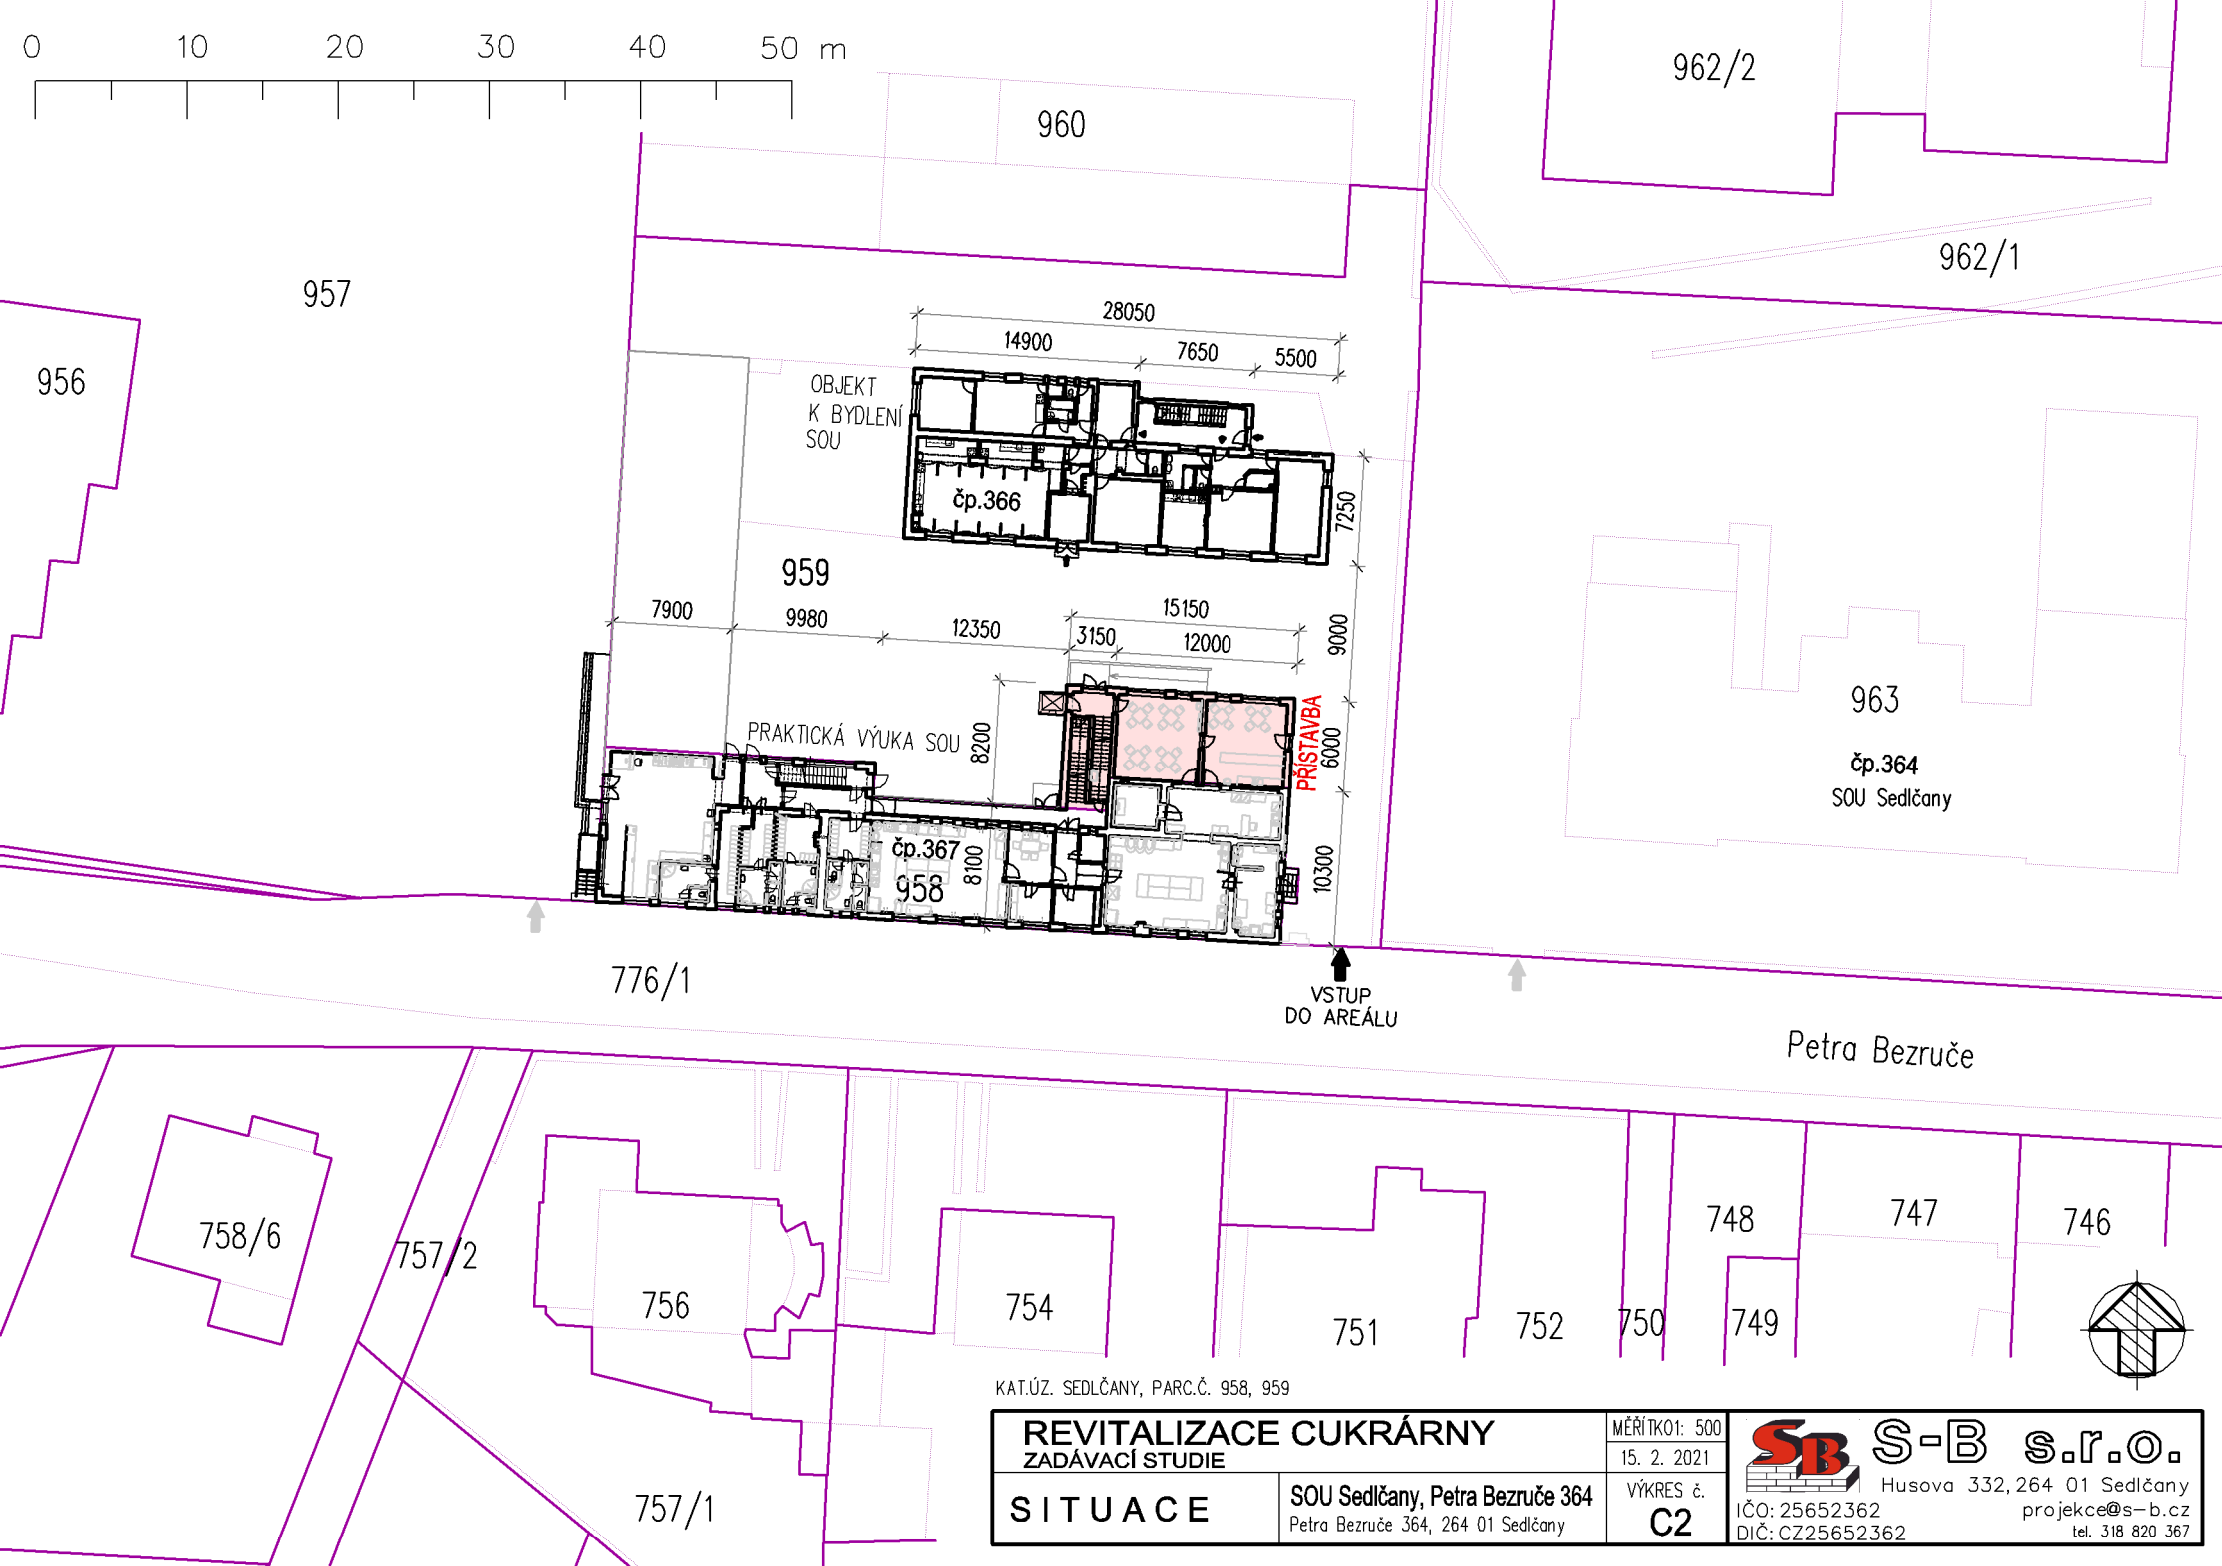 0 10 20 30 40 50 m
962/2
960
962/1
957
956
28050
14900 7650 5500
OBJEKT
K BYDLENÍ
SOU
čp.366
7250
959
7900 9980 12350 15150
3150 12000
9000
963
čp.364
SOU Sedlčany
PRAKTICKÁ VÝUKA SOU
8200
PŘÍSTAVBA
6000
čp.367
958
8100
10300
776/1
VSTUP
DO AREÁLU
Petra Bezruče
758/6
757/2
756
754
751
752
750
748
749
747
746
757/1
KAT.ÚZ. SEDLČANY, PARC.Č. 958, 959
REVITALIZACE CUKRÁRNY
ZADÁVACÍ STUDIE
SITUACE
SOU Sedlčany, Petra Bezruče 364
Petra Bezruče 364, 264 01 Sedlčany
MĚŘÍTKO1: 500
15. 2. 2021
VÝKRES č.
C2
SB
S-B s.r.o.
Husova 332, 264 01 Sedlčany
IČO: 25652362
projekce@s-b.cz
DIČ: CZ25652362
tel. 318 820 367